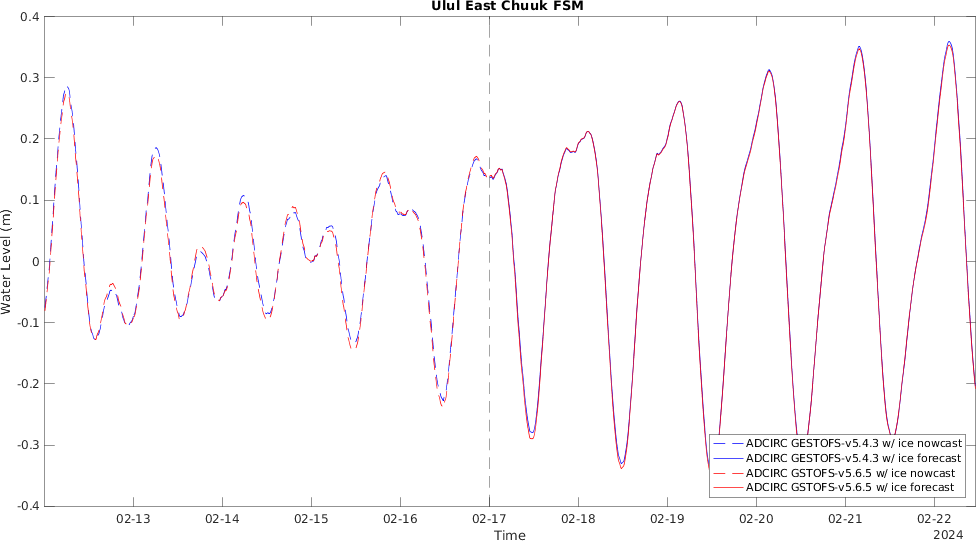 Ulul East Chuuk FSM
0.4
0.3
0.2
0.1
0
-0.1
-0.2
-0.3
-0.4
Water Level (m)
ADCIRC GESTOFS-v5.4.3 w/ ice nowcast
ADCIRC GESTOFS-v5.4.3 w/ ice forecast
ADCIRC GSTOFS-v5.6.5 w/ ice nowcast
ADCIRC GSTOFS-v5.6.5 w/ ice forecast
02-13 02-14 02-15 02-16 02-17 02-18 02-19 02-20 02-21 02-22
Time 2024